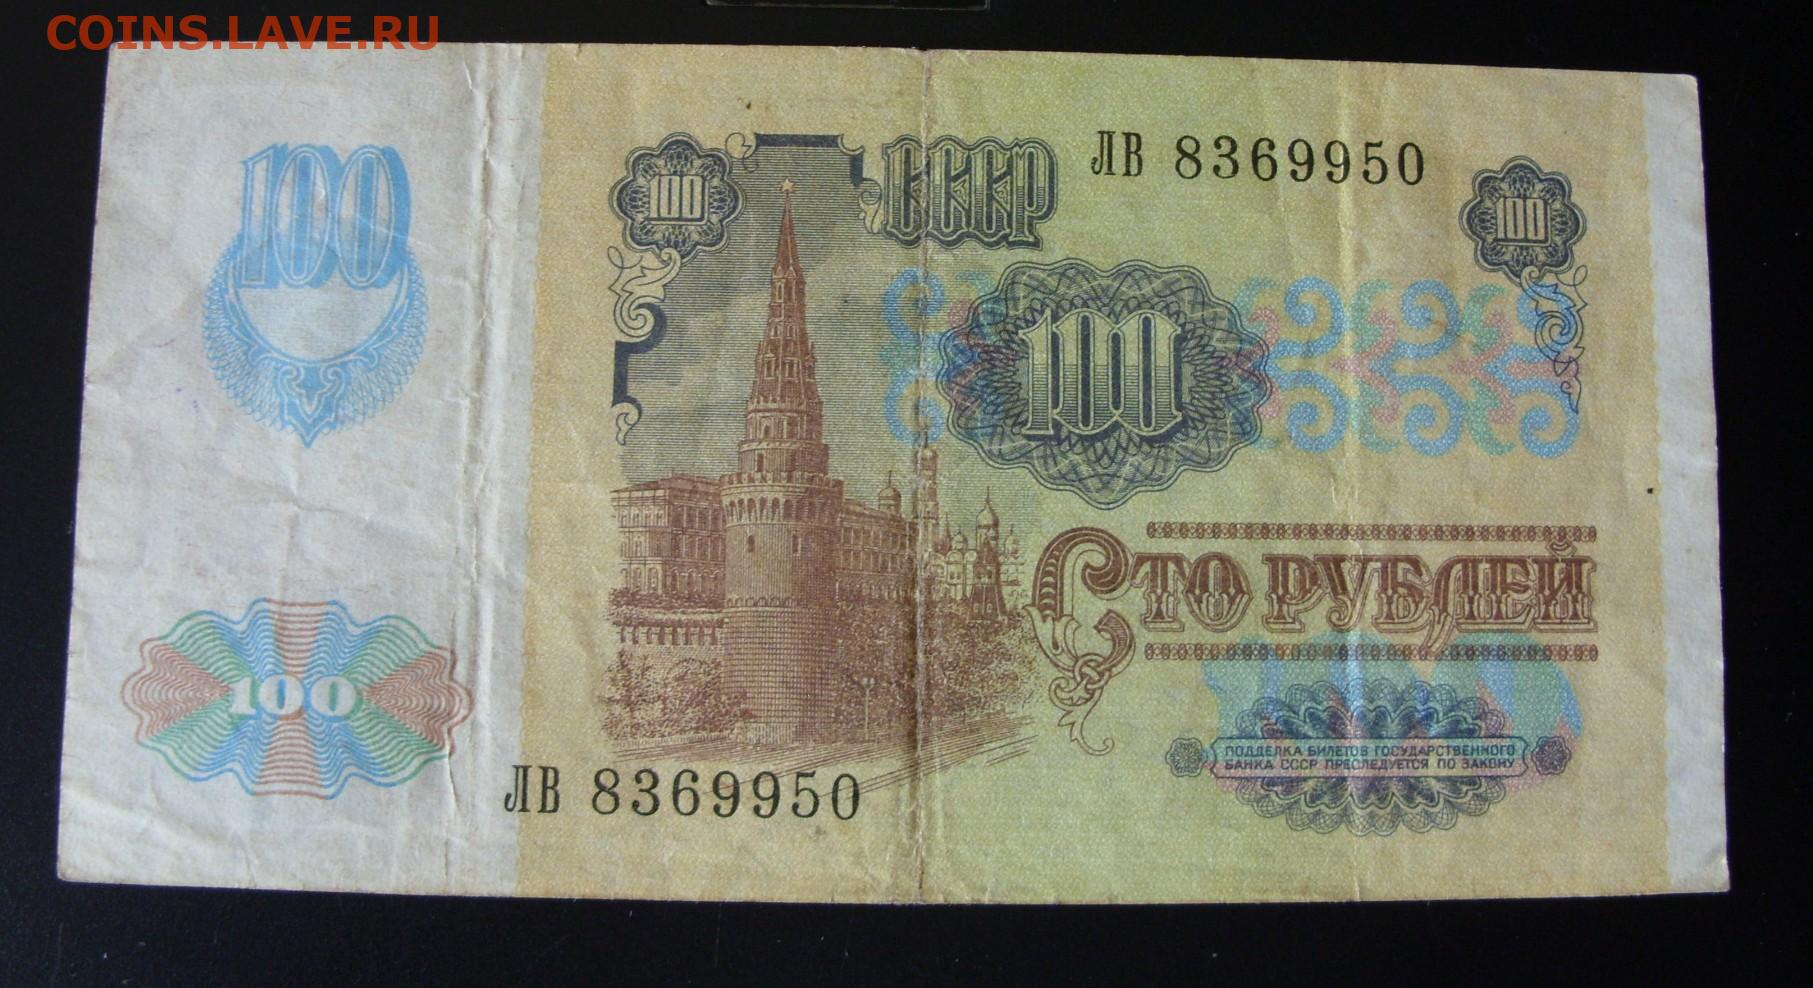 COINS.LAVE.RU
100
100
СССР
ЛВ 8369950
100
100
СТО РУБЛЕЙ
100
ЛВ 8369950
ПОДДЕЛКА БИЛЕТОВ ГОСУДАРСТВЕННОГО
БАНКА СССР ПРЕСЛЕДУЕТСЯ ПО ЗАКОНУ